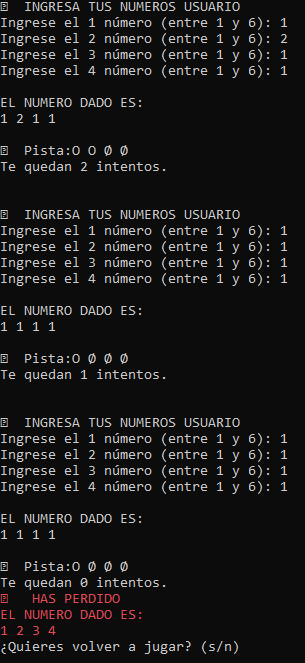 INGRESA TUS NUMEROS USUARIO
Ingrese el 1 número (entre 1 y 6): 1
Ingrese el 2 número (entre 1 y 6): 2
Ingrese el 3 número (entre 1 y 6): 1
Ingrese el 4 número (entre 1 y 6): 1
EL NUMERO DADO ES:
1 2 1 1
Pista:O O Ø Ø
Te quedan 2 intentos.
INGRESA TUS NUMEROS USUARIO
Ingrese el 1 número (entre 1 y 6): 1
Ingrese el 2 número (entre 1 y 6): 1
Ingrese el 3 número (entre 1 y 6): 1
Ingrese el 4 número (entre 1 y 6): 1
EL NUMERO DADO ES:
1 1 1 1
Pista:O Ø Ø Ø
Te quedan 1 intentos.
INGRESA TUS NUMEROS USUARIO
Ingrese el 1 número (entre 1 y 6): 1
Ingrese el 2 número (entre 1 y 6): 1
Ingrese el 3 número (entre 1 y 6): 1
Ingrese el 4 número (entre 1 y 6): 1
EL NUMERO DADO ES:
1 1 1 1
Pista:O Ø Ø Ø
Te quedan 0 intentos.
HAS PERDIDO
EL NUMERO DADO ES:
1 2 3 4
¿Quieres volver a jugar? (s/n)